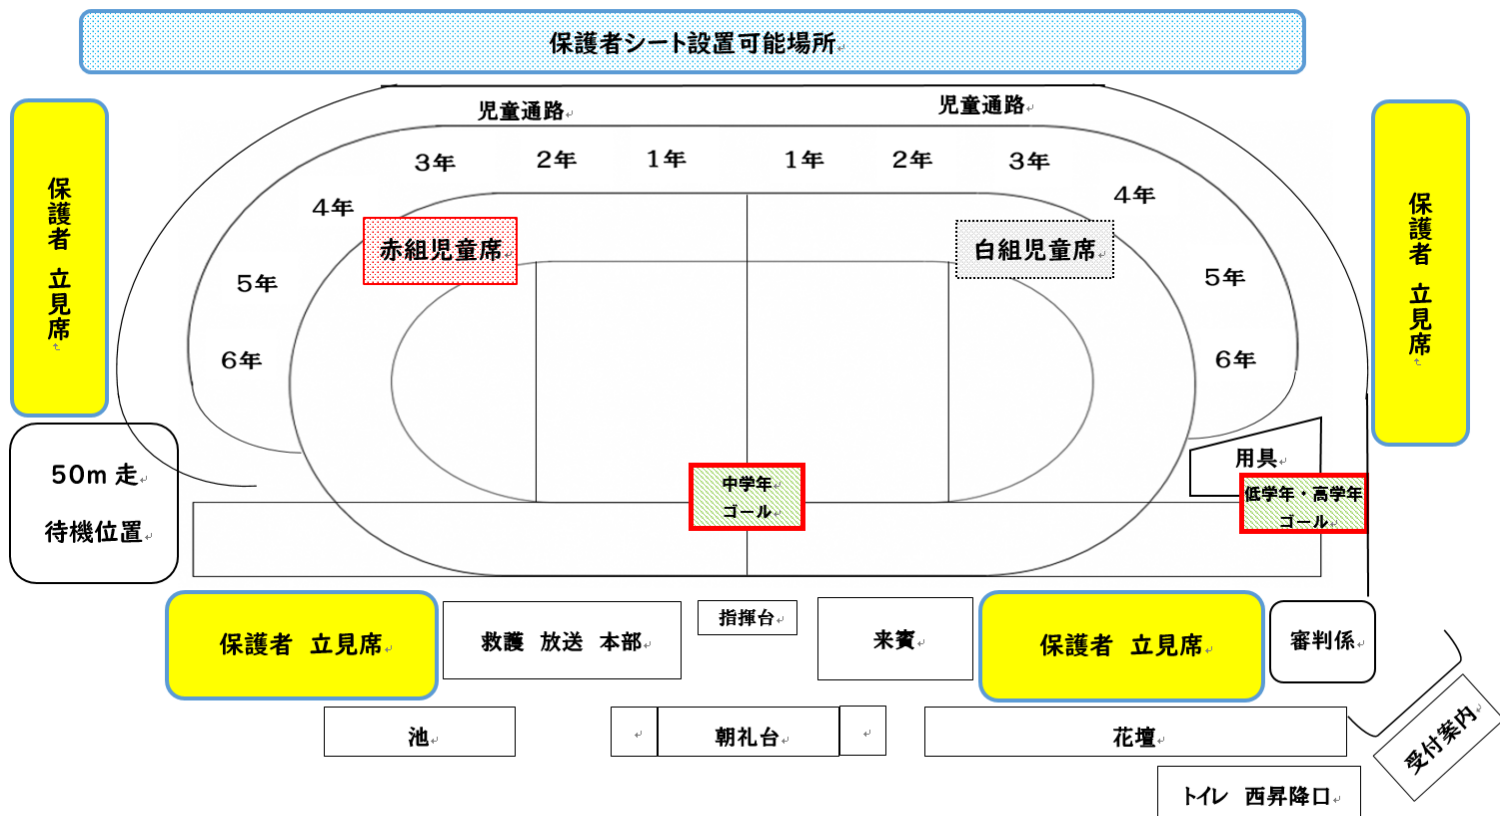 保護者シート設置可能場所
児童通路
児童通路
3年
2年
1年
1年
2年
3年
4年
4年
赤組児童席
白組児童席
5年
5年
6年
6年
保護者 立見席
保護者 立見席
50m 走
待機位置
中学年
ゴール
用具
低学年・高学年
ゴール
保護者 立見席
救護 放送 本部
指揮台
来賓
保護者 立見席
審判係
池
朝礼台
花壇
受付案内
トイレ 西昇降口